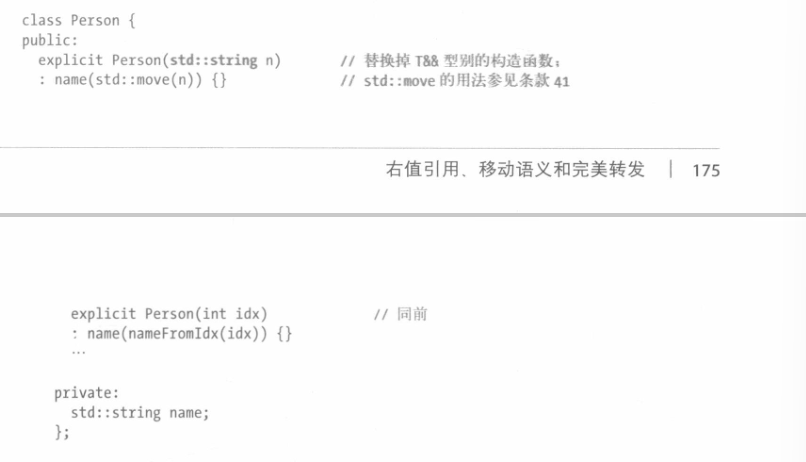 class Person {
public:
explicit Person(std::string n) // 替换掉 T&& 型别的构造函数；
: name(std::move(n)) {} // std::move 的用法参见条款 41
右值引用、移动语义和完美转发 | 175
explicit Person(int idx) // 同前
: name(nameFromIdx(idx)) {}
…
private:
std::string name;
};